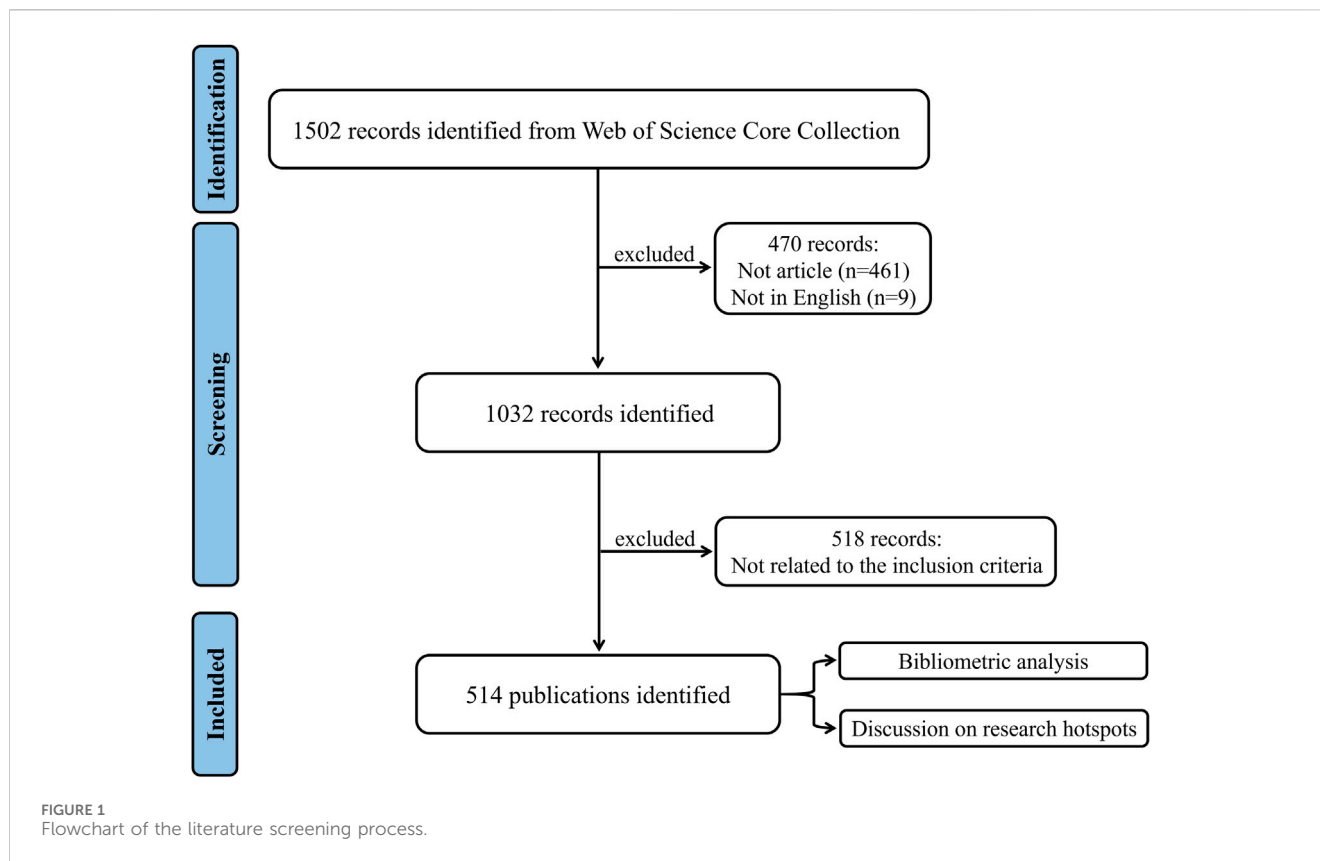 Identification
1502 records identified from Web of Science Core Collection
excluded
470 records:
Not article (n=461)
Not in English (n=9)
Screening
1032 records identified
excluded
518 records:
Not related to the inclusion criteria
Included
514 publications identified
Bibliometric analysis
Discussion on research hotspots
FIGURE 1
Flowchart of the literature screening process.